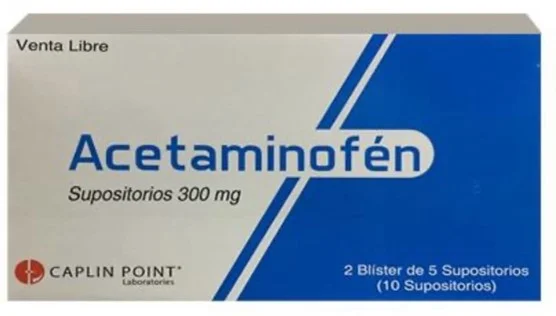 Venta Libre
Acetaminofén
Supositorios 300 mg
CAPLIN POINT®
Laboratories
2 Blíster de 5 Supositorios
(10 Supositorios)